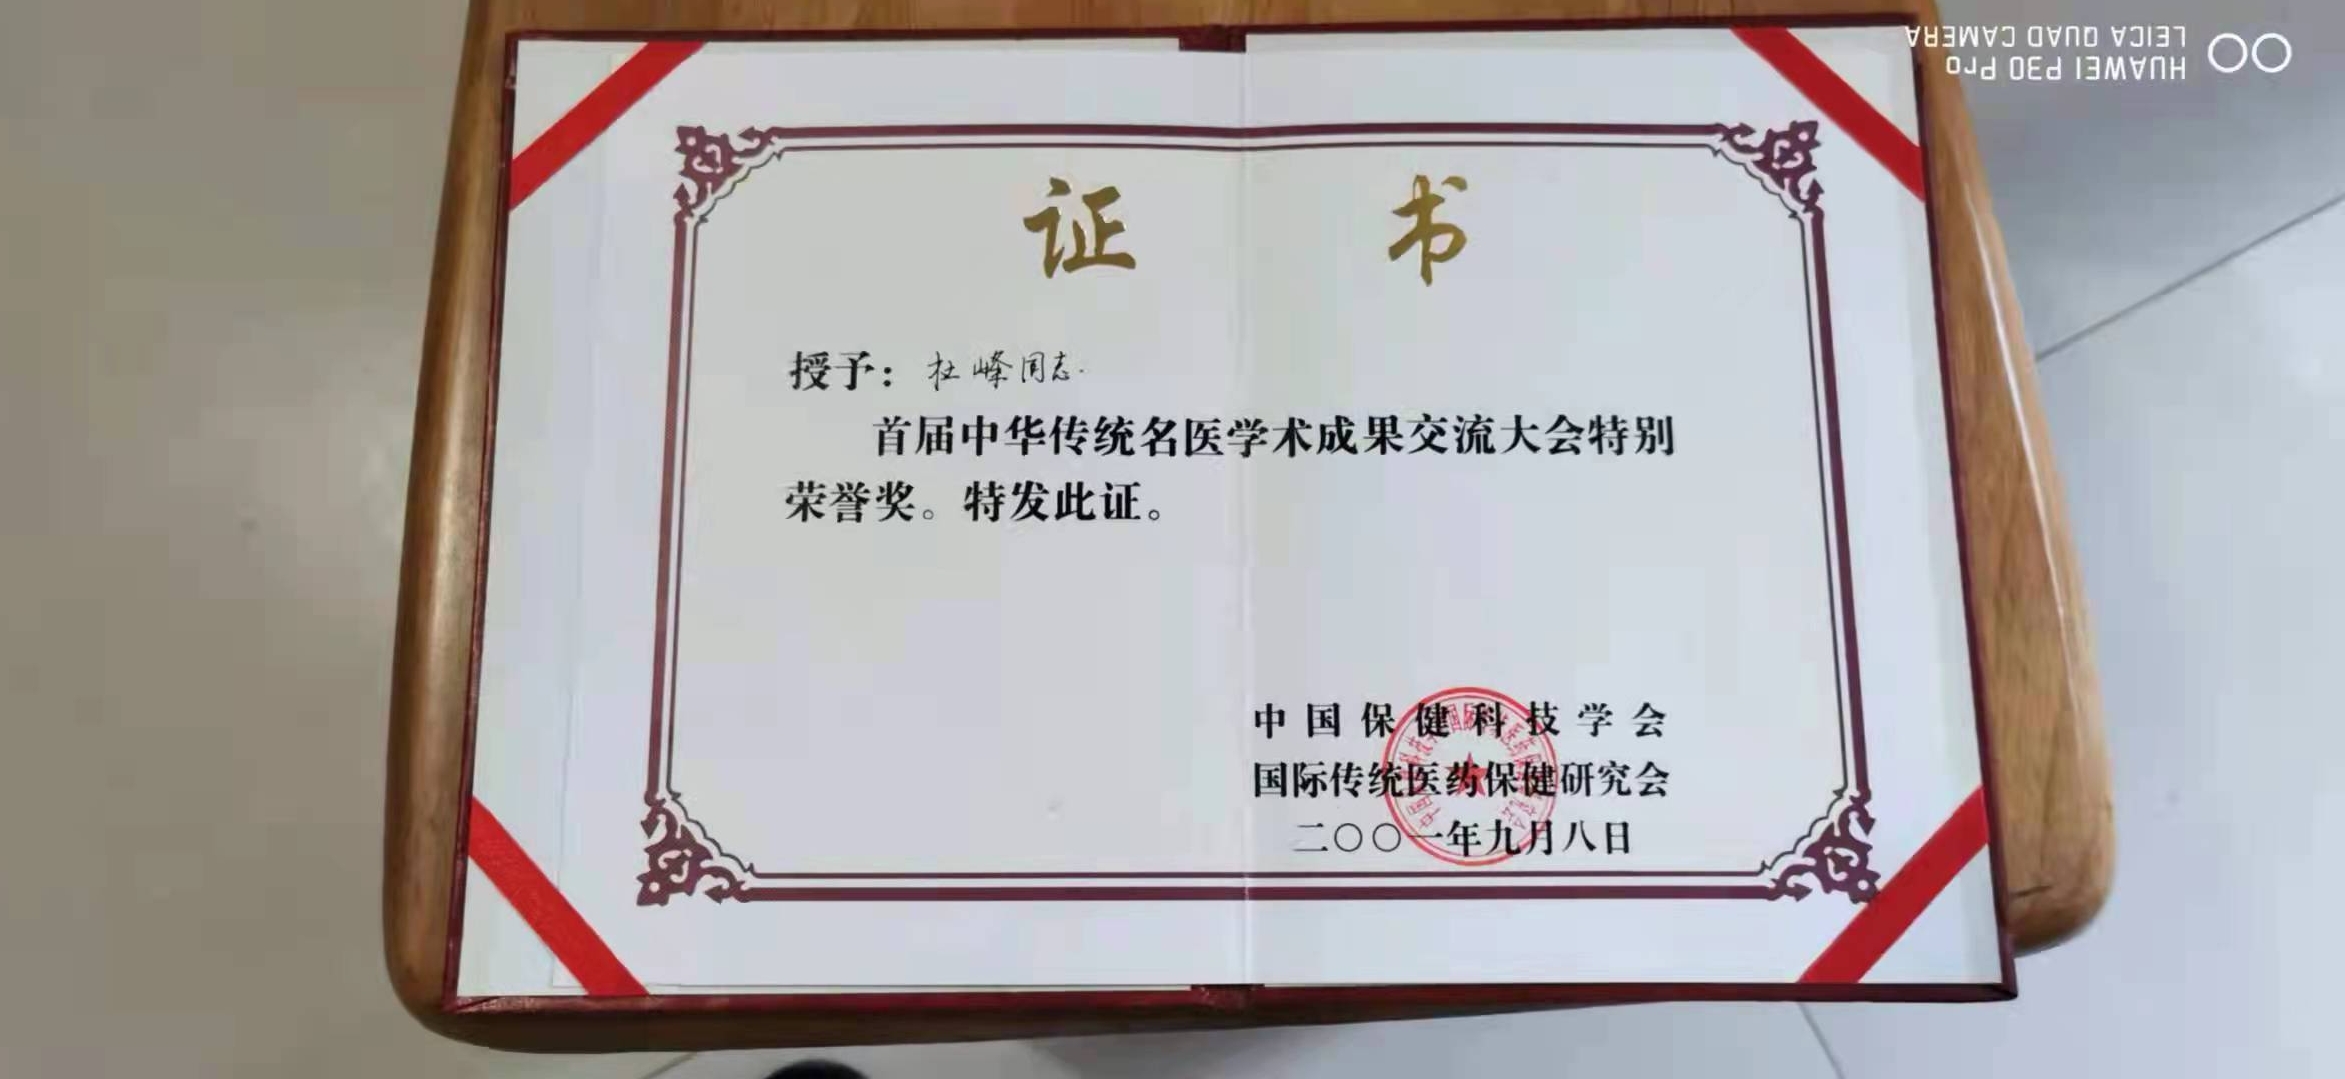 证 书
授予：杜峰同志.
首届中华传统名医学术成果交流大会特别
荣誉奖。特发此证。
中国保健科技学会
国际传统医药保健研究会
二〇〇一年九月八日
HUAWEI P30 Pro
LEICA QUAD CAMERA